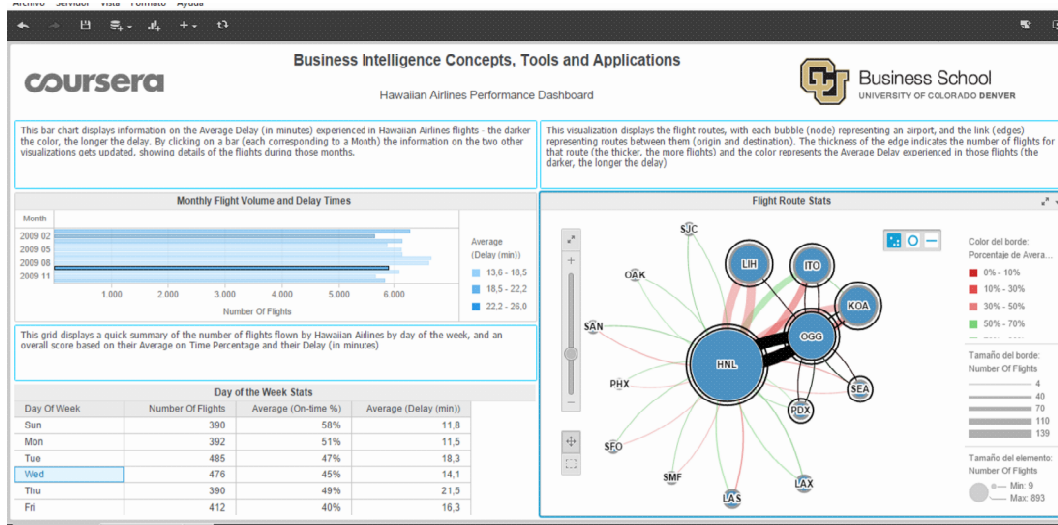 Archivo Servidor Vista Formato Ayuda
Business Intelligence Concepts, Tools and Applications
coursera
Hawaiian Airlines Performance Dashboard
CU
Business School
UNIVERSITY OF COLORADO DENVER
This bar chart displays information on the Average Delay (in minutes) experienced in Hawaiian Airlines flights - the darker
the color, the longer the delay. By clicking on a bar (each corresponding to a Month) the information on the two other
visualizations gets updated, showing details of the flights during those months.
This visualization displays the flight routes, with each bubble (node) representing an airport, and the link (edges)
representing routes between them (origin and destination). The thickness of the edge indicates the number of flights for
that route (the thicker, the more flights) and the color represents the Average Delay experienced in those flights (the
darker, the longer the delay)
Monthly Flight Volume and Delay Times
Month
2009 02
2009 05
2009 08
2009 11
1.000 2.000 3.000 4.000 5.000 6.000
Number Of Flights
Average
(Delay (min))
13,6 - 18,5
18,5 - 22,2
22,2 - 26,0
This grid displays a quick summary of the number of flights flown by Hawaiian Ailines by day of the week, and an
overall score based on their Average on Time Percentage and their Delay (in minutes)
Day of the Week Stats
Day Of Week Number Of Flights Average (On-time %) Average (Delay (min))
Sun 390 58% 11,8
Mon 392 51% 11,5
Tue 485 47% 18,3
Wed 476 45% 14,1
Thu 390 49% 21,5
Fri 412 40% 16,3
Flight Route Stats
SJC
LIH
ITO
OAK
KOA
SAN
OGG
HNL
PHX
SEA
PDX
SFO
SMF
LAX
LAS
Color del borde:
Porcentaje de Avera...
0% - 10%
10% - 30%
30% - 50%
50% - 70%
Tamaño del borde:
Number Of Flights
4
40
70
110
139
Tamaño del elemento:
Number Of Flights
Min: 9
Max: 893